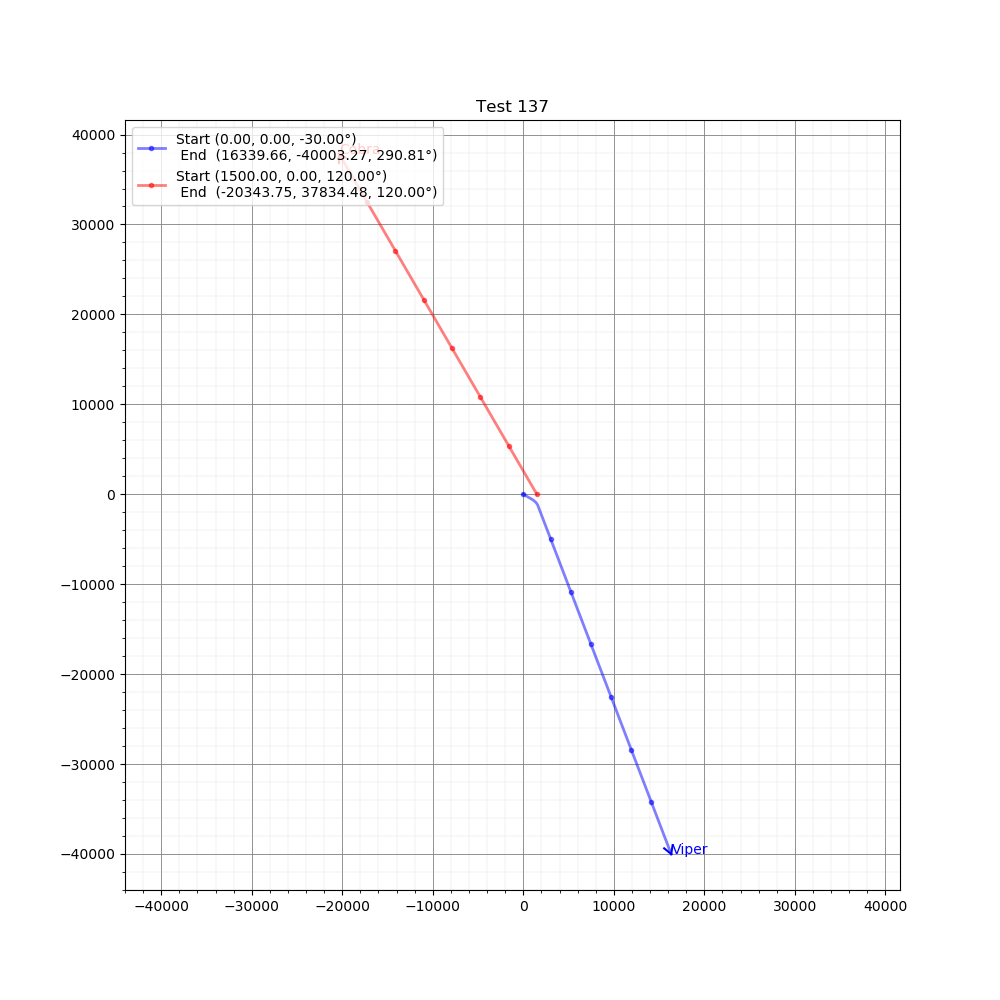 Test 137
Start (0.00, 0.00, -30.00°)
End (16339.66, -40003.27, 290.81°)
Start (1500.00, 0.00, 120.00°)
End (-20343.75, 37834.48, 120.00°)
40000
30000
20000
10000
0
−10000
−20000
−30000
−40000
Viper
−40000 −30000 −20000 −10000 0 10000 20000 30000 40000